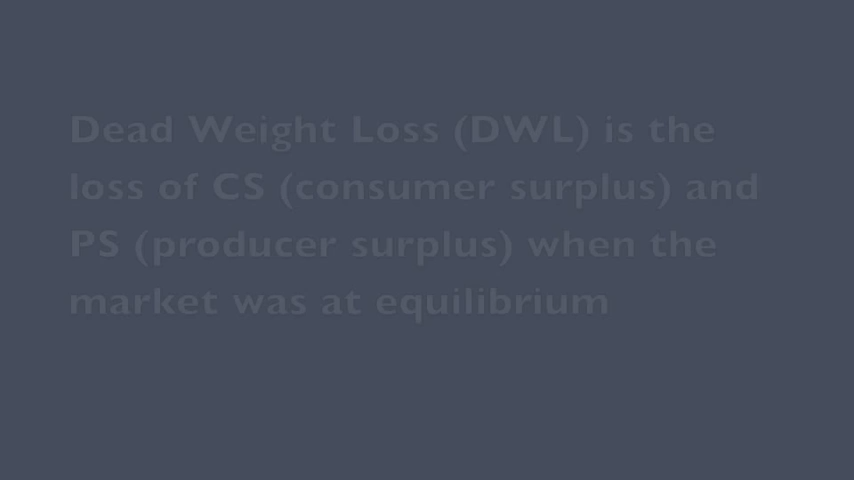 Dead Weight Loss (DWL) is the
loss of CS (consumer surplus) and
PS (producer surplus) when the
market was at equilibrium